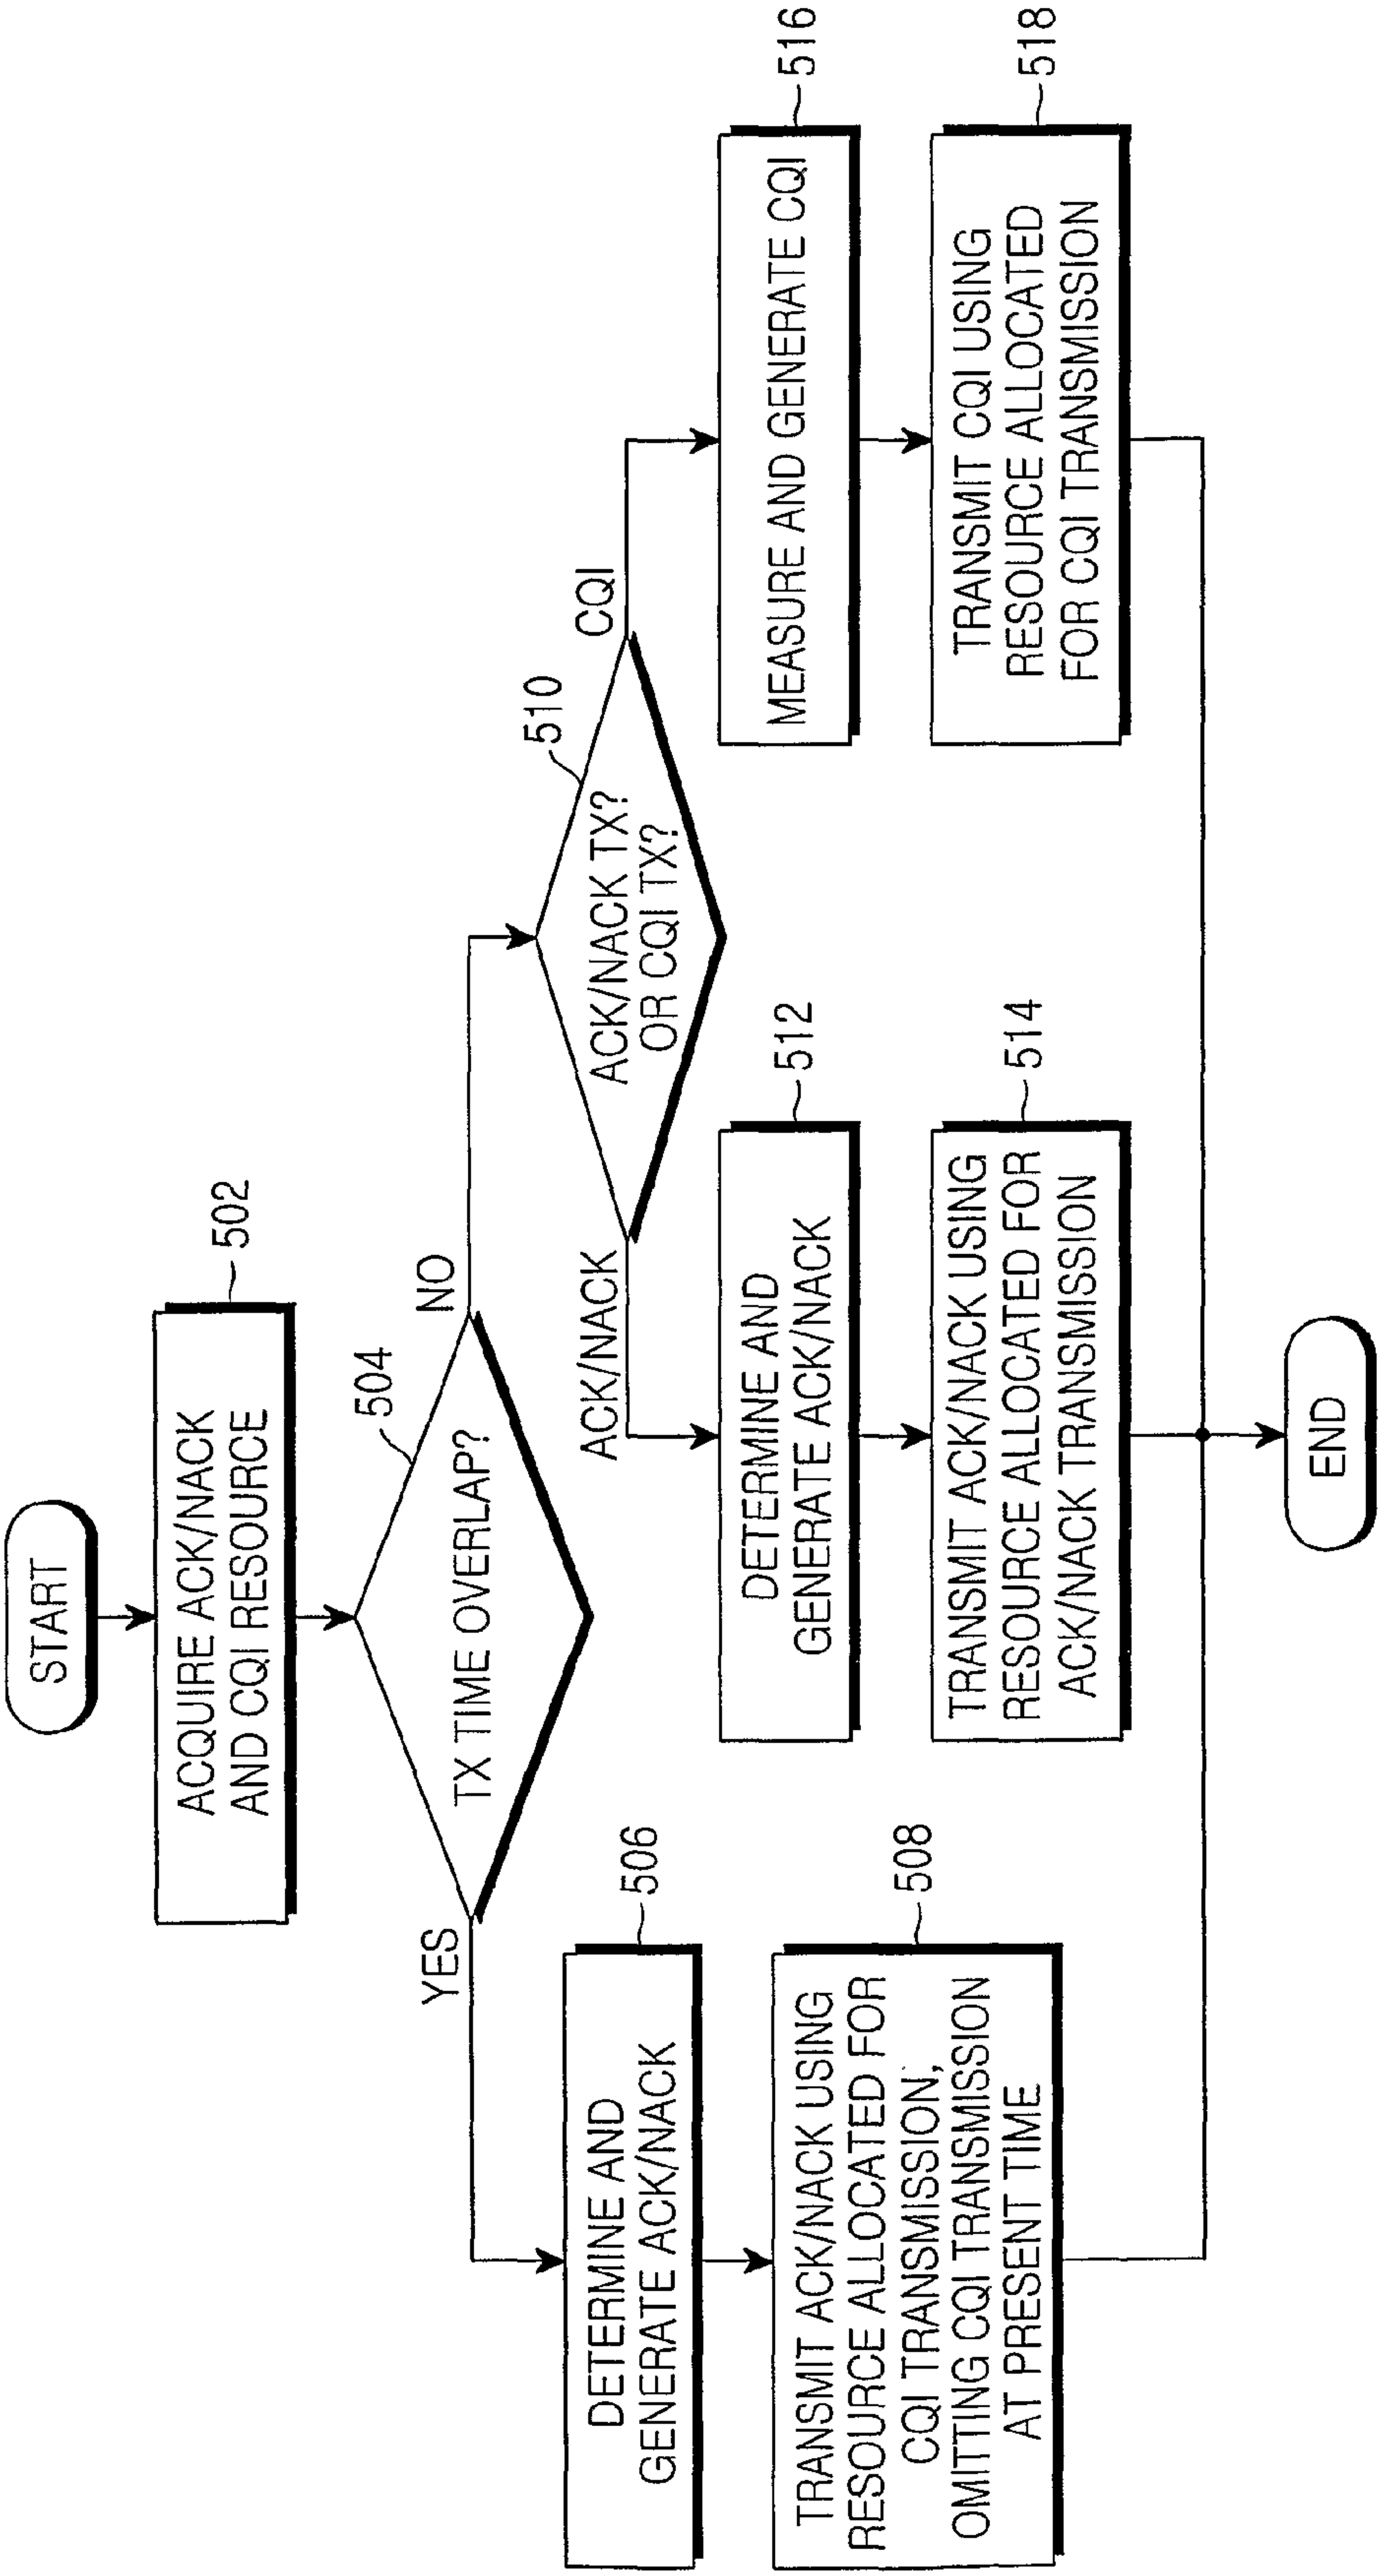 START
ACQUIRE ACK/NACK
AND CQI RESOURCE
502
TX TIME OVERLAP?
504
YES
NO
DETERMINE AND
GENERATE ACK/NACK
506
TRANSMIT ACK/NACK USING
RESOURCE ALLOCATED FOR
CQI TRANSMISSION,
OMITTING CQI TRANSMISSION
AT PRESENT TIME
508
ACK/NACK TX?
OR CQI TX?
510
ACK/NACK
CQI
DETERMINE AND
GENERATE ACK/NACK
512
TRANSMIT ACK/NACK USING
RESOURCE ALLOCATED FOR
ACK/NACK TRANSMISSION
514
MEASURE AND GENERATE CQI
516
TRANSMIT CQI USING
RESOURCE ALLOCATED
FOR CQI TRANSMISSION
518
END